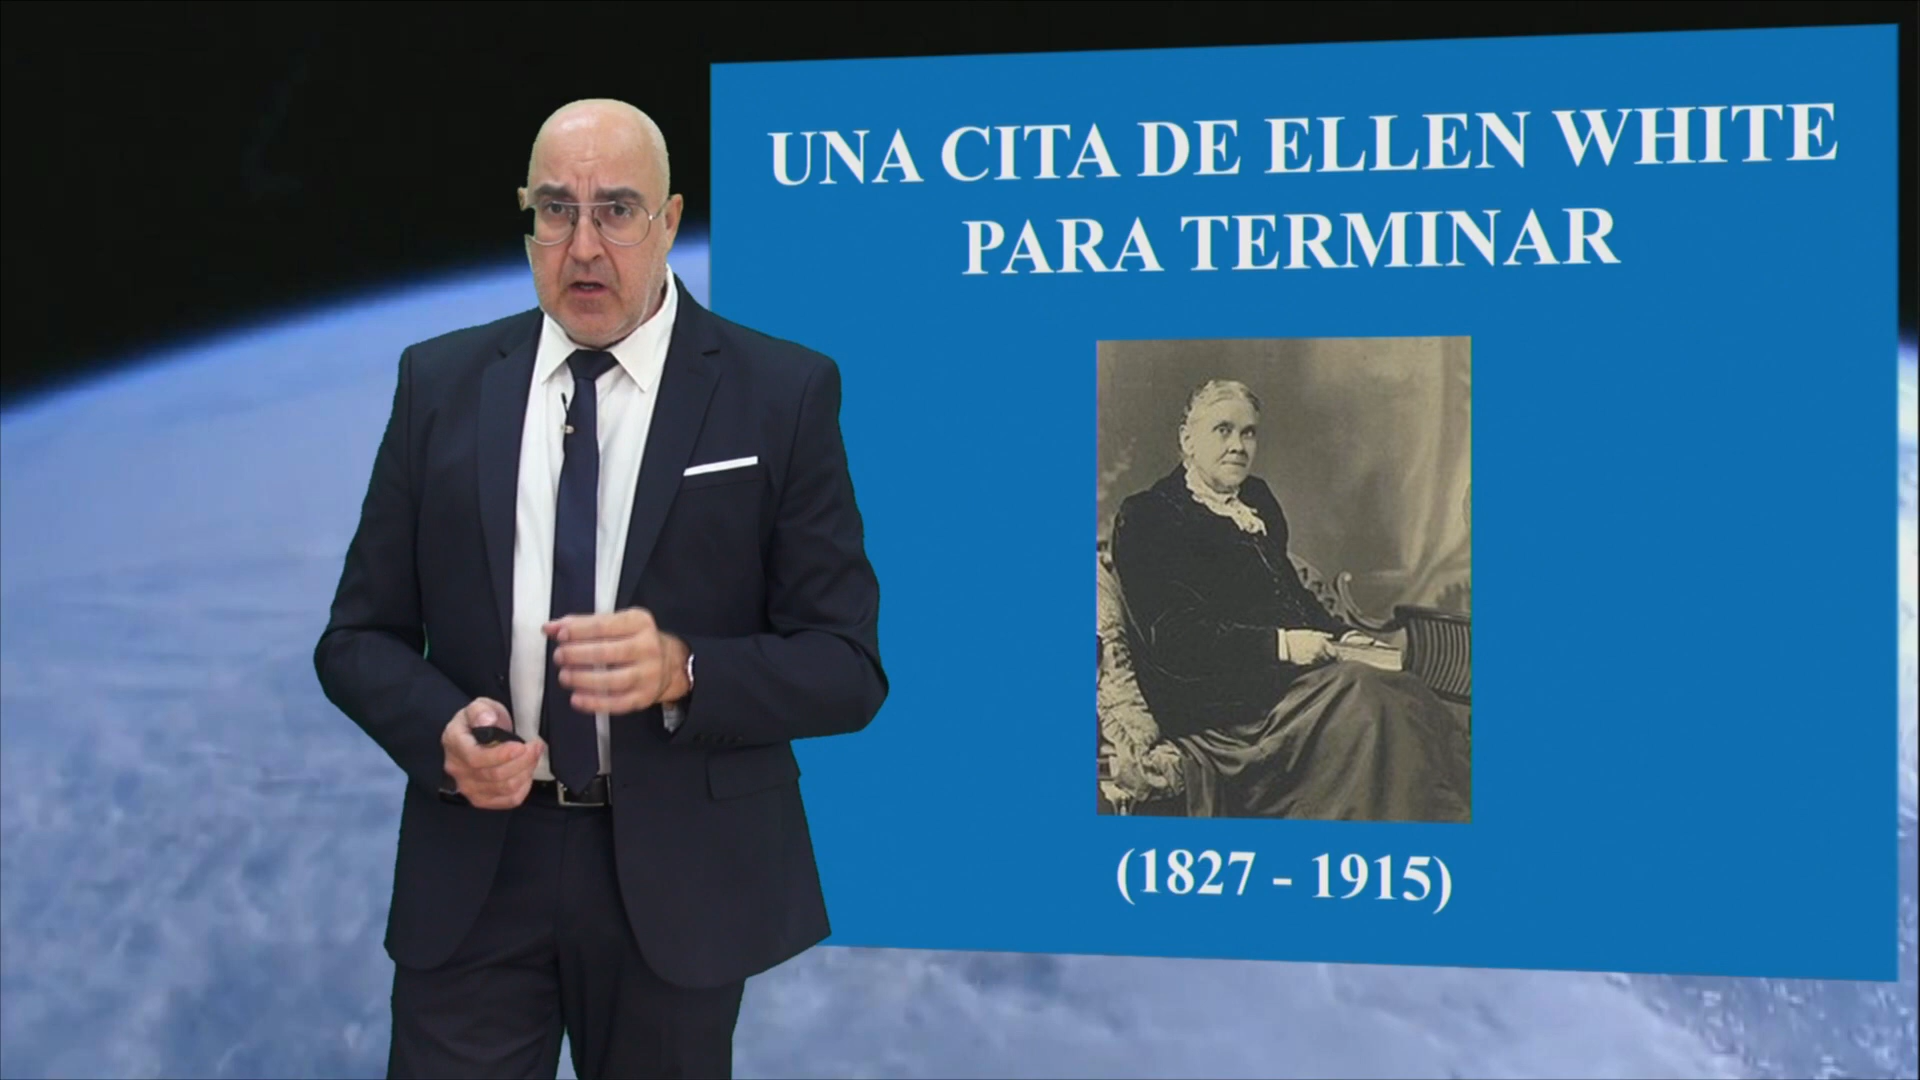 UNA CITA DE ELLEN WHITE
PARA TERMINAR
(1827 - 1915)